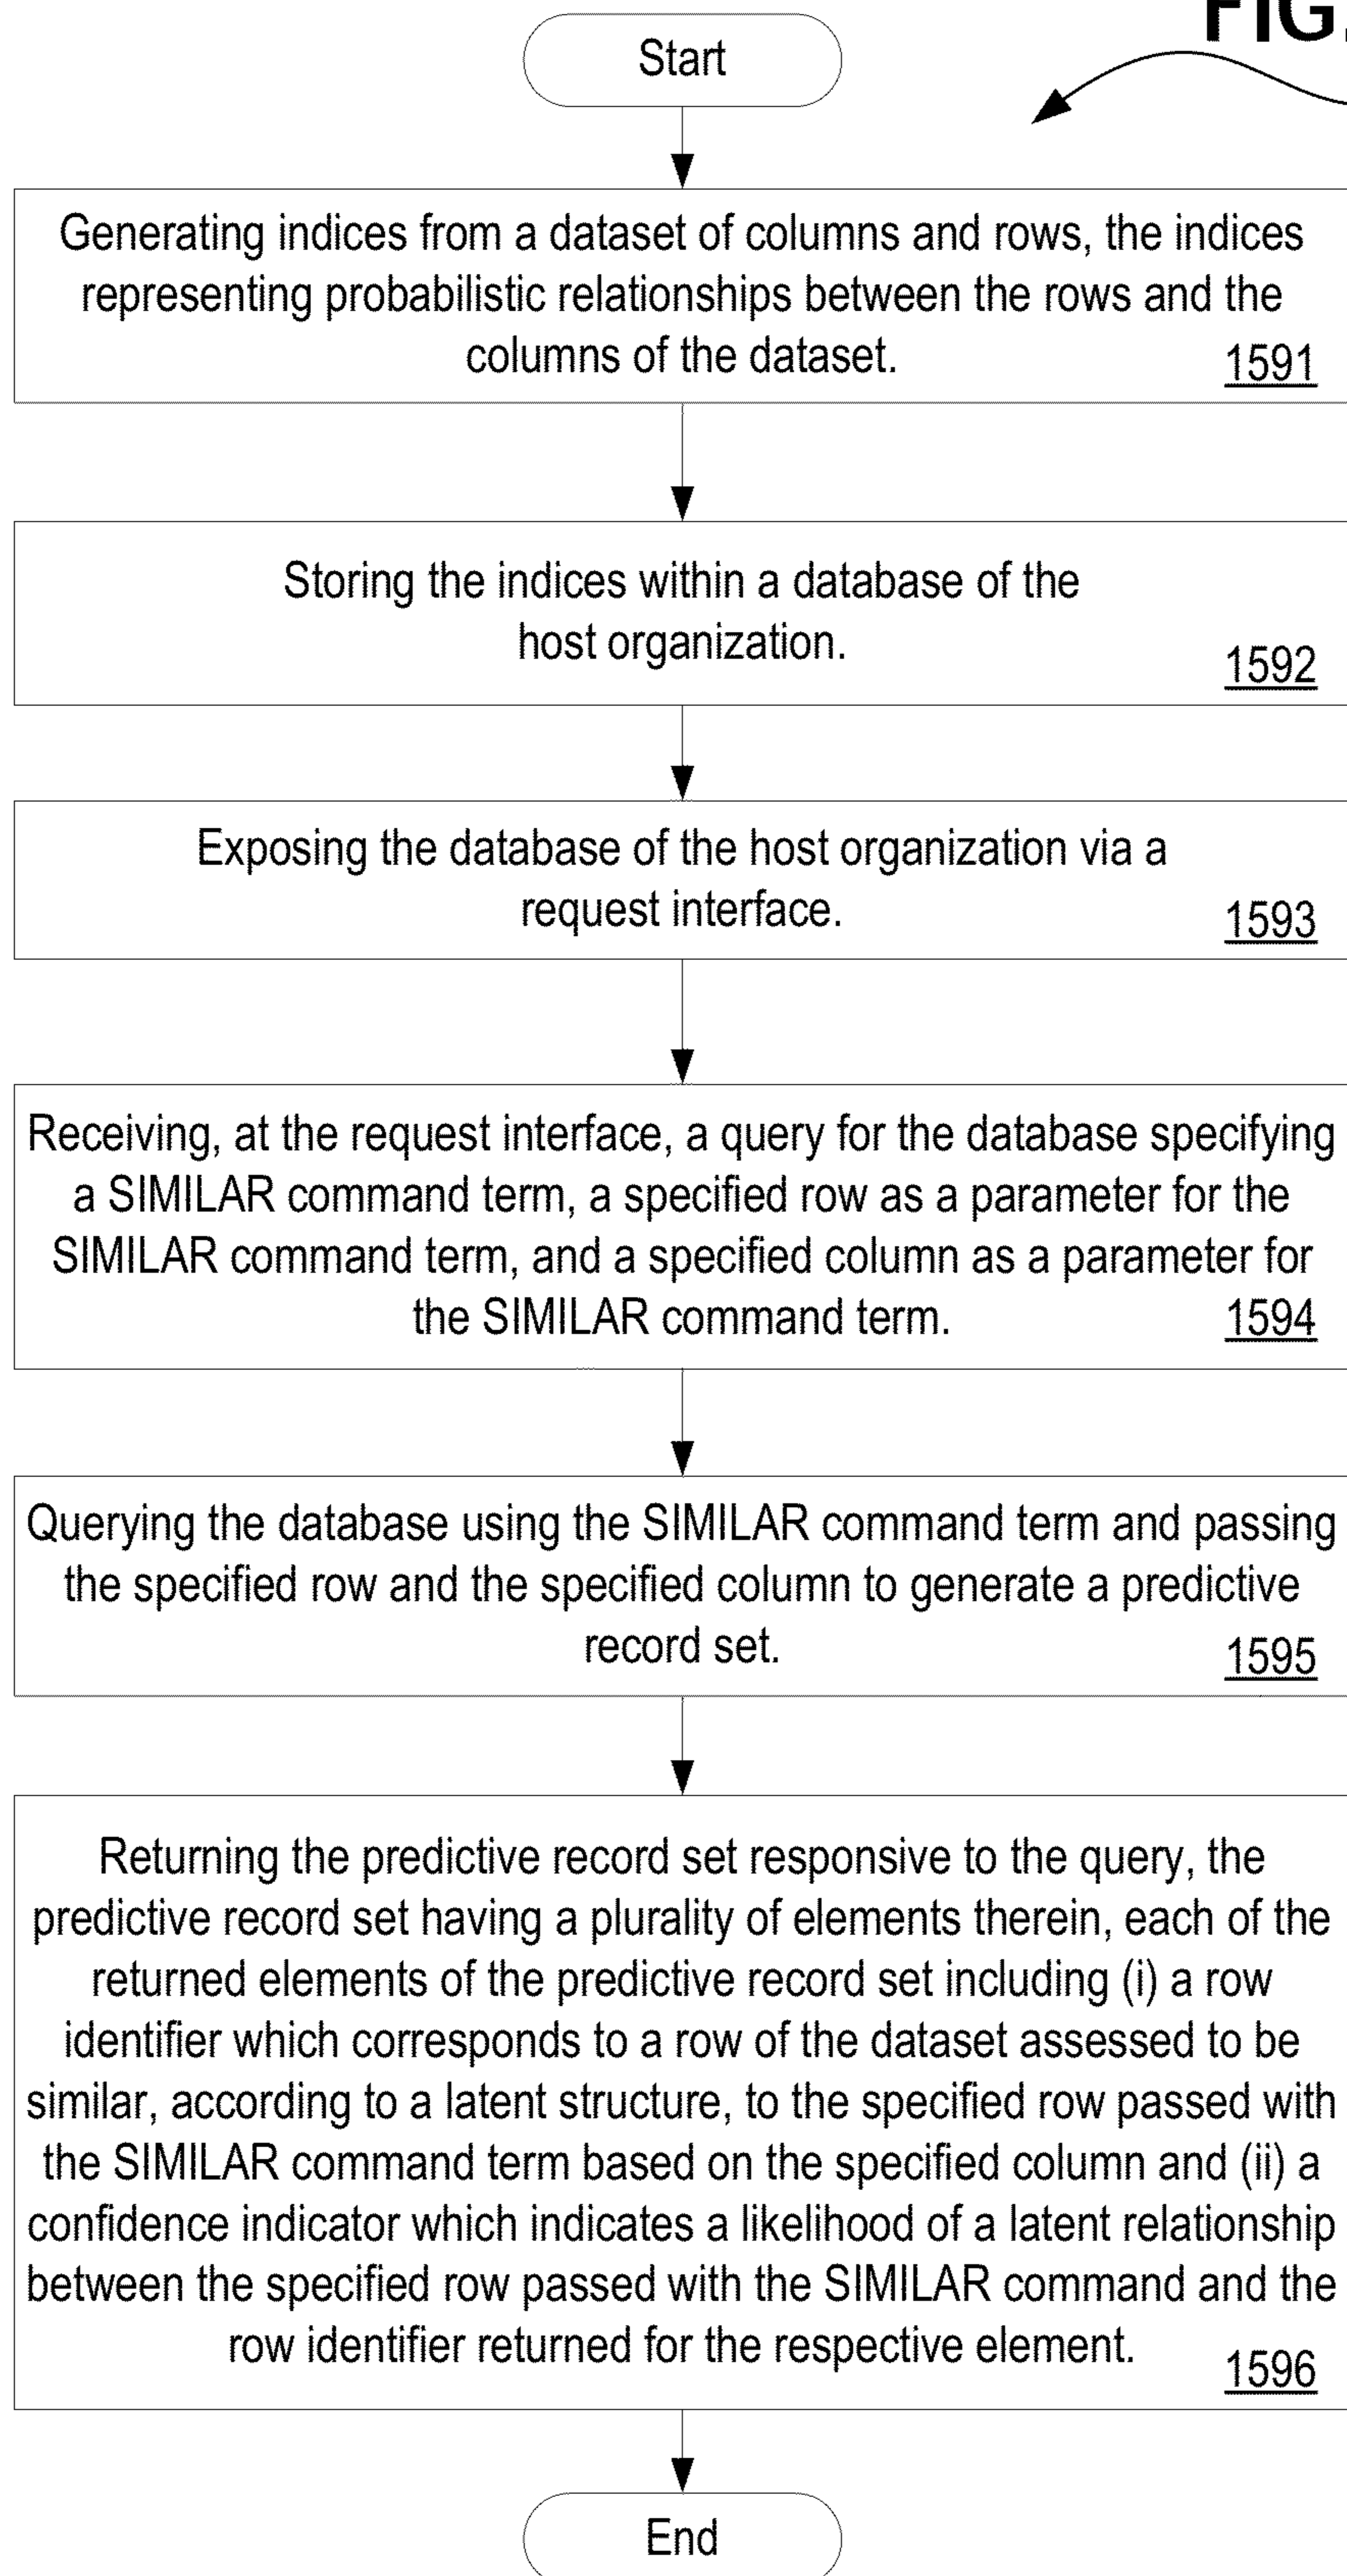 FIG.
Start
Generating indices from a dataset of columns and rows, the indices
representing probabilistic relationships between the rows and the
columns of the dataset.
1591
Storing the indices within a database of the
host organization.
1592
Exposing the database of the host organization via a
request interface.
1593
Receiving, at the request interface, a query for the database specifying
a SIMILAR command term, a specified row as a parameter for the
SIMILAR command term, and a specified column as a parameter for
the SIMILAR command term.
1594
Querying the database using the SIMILAR command term and passing
the specified row and the specified column to generate a predictive
record set.
1595
Returning the predictive record set responsive to the query, the
predictive record set having a plurality of elements therein, each of the
returned elements of the predictive record set including (i) a row
identifier which corresponds to a row of the dataset assessed to be
similar, according to a latent structure, to the specified row passed with
the SIMILAR command term based on the specified column and (ii) a
confidence indicator which indicates a likelihood of a latent relationship
between the specified row passed with the SIMILAR command and the
row identifier returned for the respective element.
1596
End